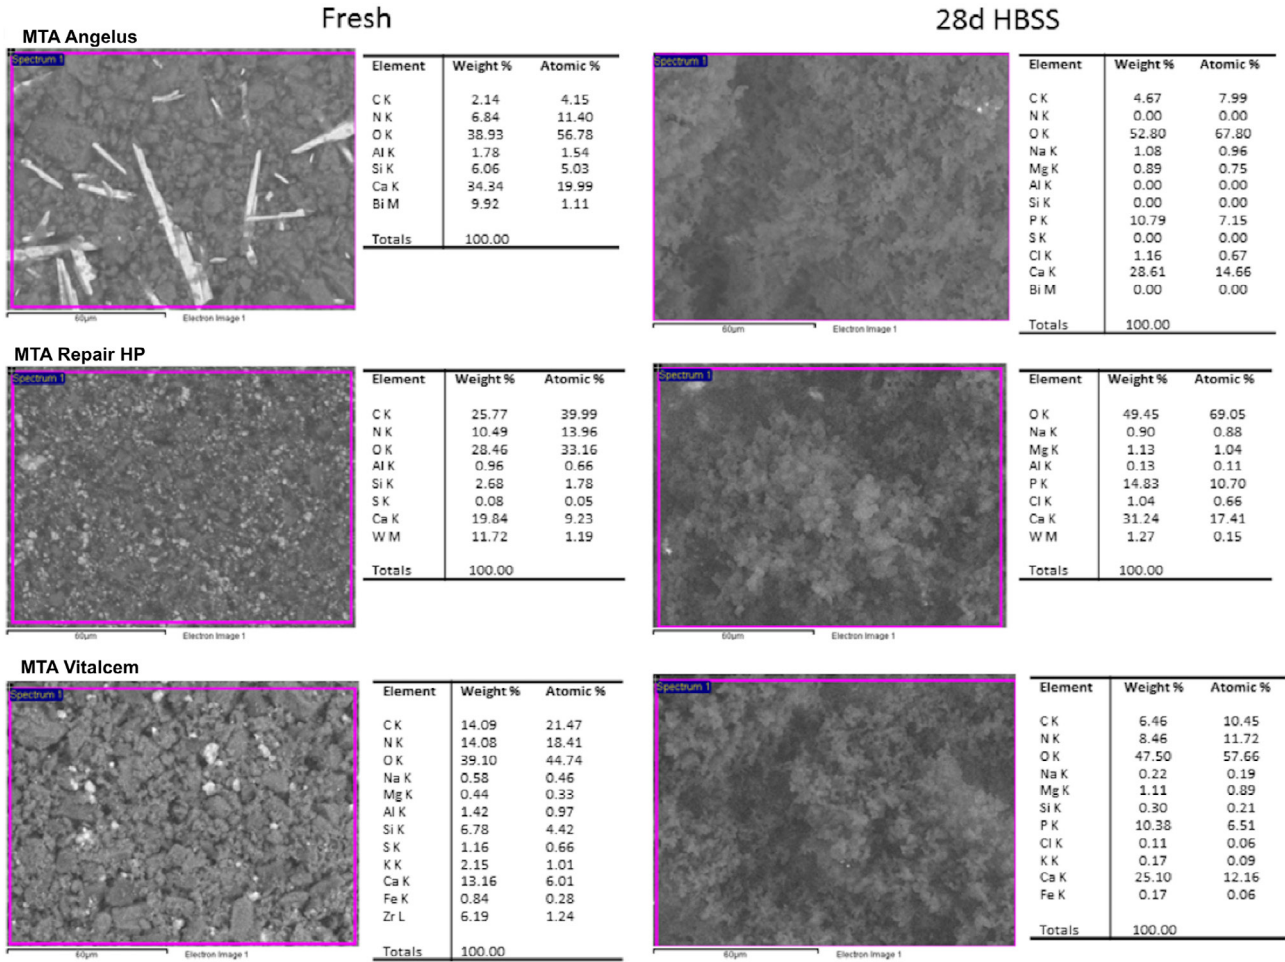 Fresh
28d HBSS
MTA Angelus
Spectrum 1
60µm
Electron Image 1
Element Weight % Atomic %
C K 2.14 4.15
N K 6.84 11.40
O K 38.93 56.78
Al K 1.78 1.54
Si K 6.06 5.03
Ca K 34.34 19.99
Bi M 9.92 1.11
Totals 100.00
Spectrum 1
60µm
Electron Image 1
Element Weight % Atomic %
C K 4.67 7.99
N K 0.00 0.00
O K 52.80 67.80
Na K 1.08 0.96
Mg K 0.89 0.75
Al K 0.00 0.00
Si K 0.00 0.00
P K 10.79 7.15
S K 0.00 0.00
Cl K 1.16 0.67
Ca K 28.61 14.66
Bi M 0.00 0.00
Totals 100.00
MTA Repair HP
Spectrum 1
60µm
Electron Image 1
Element Weight % Atomic %
C K 25.77 39.99
N K 10.49 13.96
O K 28.46 33.16
Al K 0.96 0.66
Si K 2.68 1.78
S K 0.08 0.05
Ca K 19.84 9.23
W M 11.72 1.19
Totals 100.00
Spectrum 1
60µm
Electron Image 1
Element Weight % Atomic %
O K 49.45 69.05
Na K 0.90 0.88
Mg K 1.13 1.04
Al K 0.13 0.11
P K 14.83 10.70
Cl K 1.04 0.66
Ca K 31.24 17.41
W M 1.27 0.15
Totals 100.00
MTA Vitalcem
Spectrum 1
60µm
Electron Image 1
Element Weight % Atomic %
C K 14.09 21.47
N K 14.08 18.41
O K 39.10 44.74
Na K 0.58 0.46
Mg K 0.44 0.33
Al K 1.42 0.97
Si K 6.78 4.42
S K 1.16 0.66
K K 2.15 1.01
Ca K 13.16 6.01
Fe K 0.84 0.28
Zr L 6.19 1.24
Totals 100.00
Spectrum 1
60µm
Electron Image 1
Element Weight % Atomic %
C K 6.46 10.45
N K 8.46 11.72
O K 47.50 57.66
Na K 0.22 0.19
Mg K 1.11 0.89
Si K 0.30 0.21
P K 10.38 6.51
Cl K 0.11 0.06
K K 0.17 0.09
Ca K 25.10 12.16
Fe K 0.17 0.06
Totals 100.00